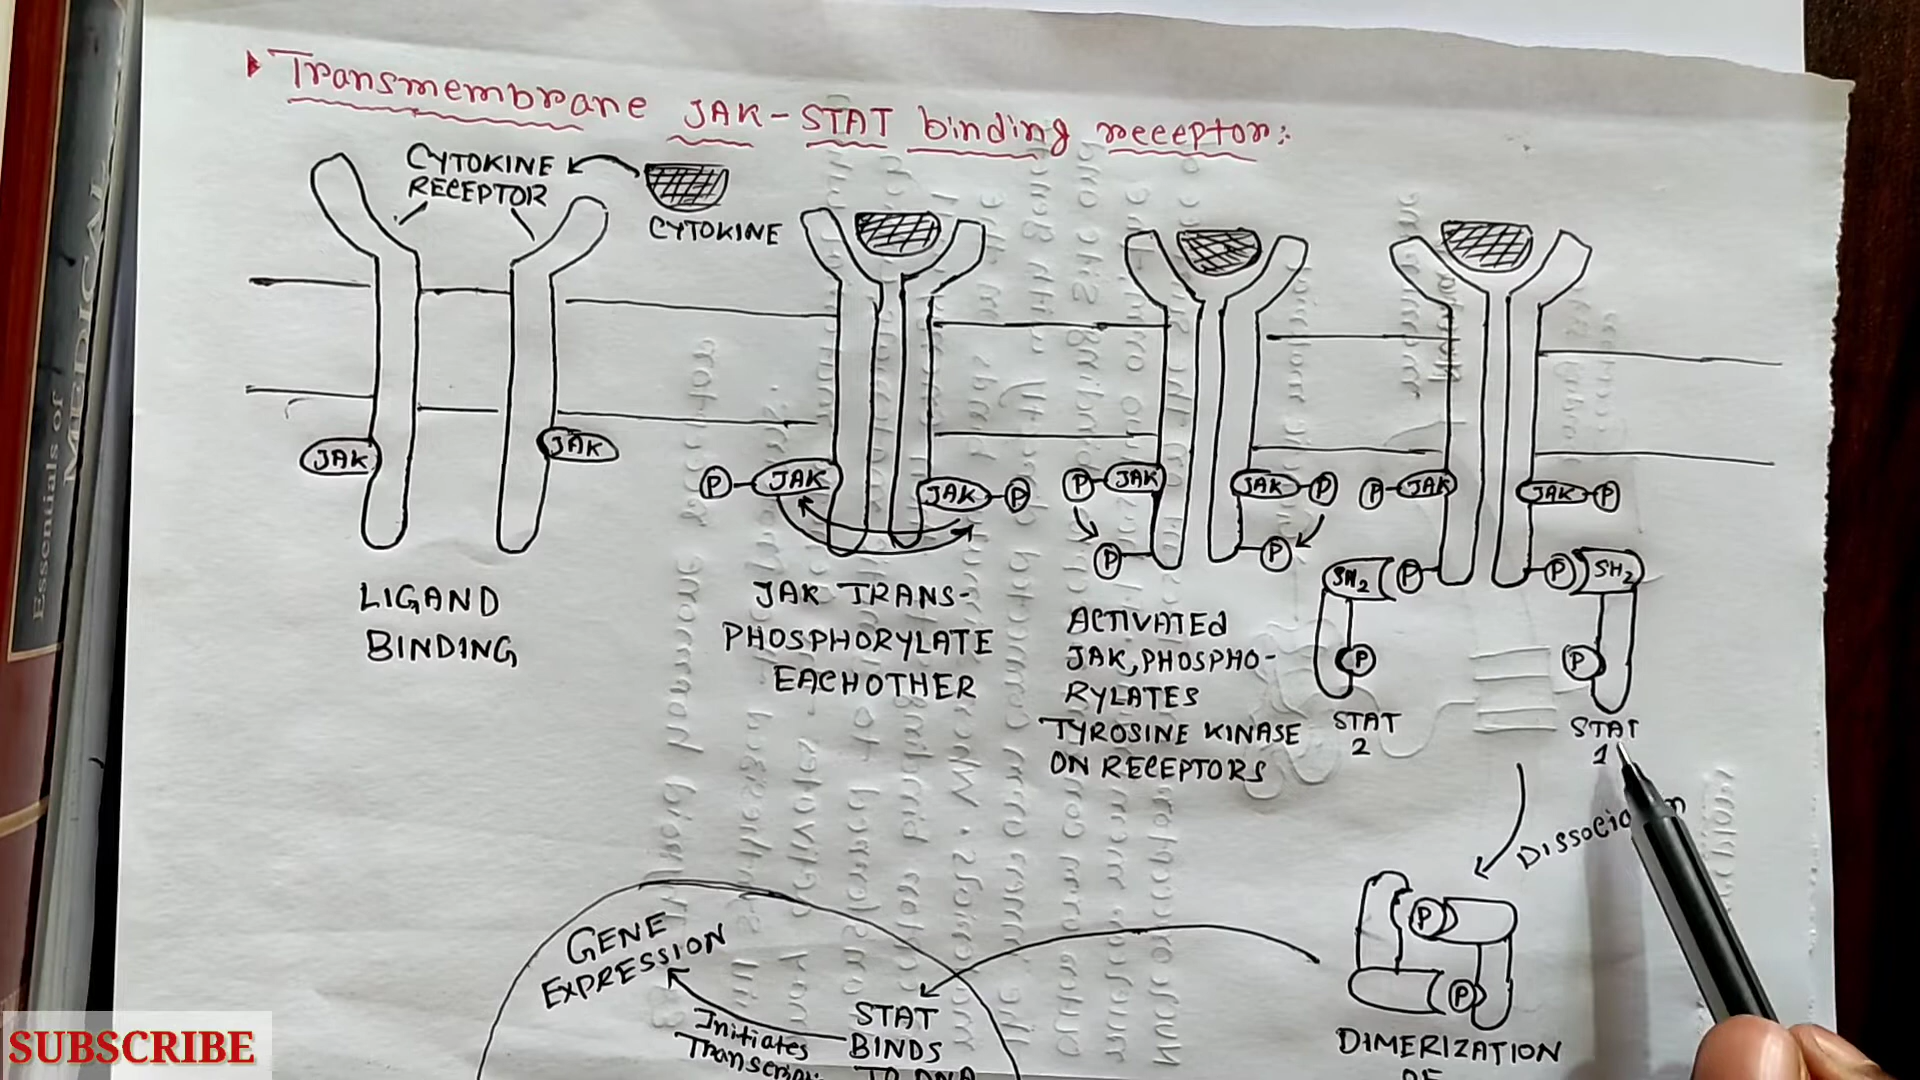 Transmembrane JAK-STAT binding receptor:
CYTOKINE
RECEPTOR
CYTOKINE
JAK
JAK
P
JAK
JAK
P
P
JAK
JAK
P
P
JAK
JAK
P
P
P
SH2
P
P
SH2
P
P
LIGAND
BINDING
JAK TRANS-
PHOSPHORYLATE
EACHOTHER
ACTIVATEd
JAK, PHOSPHO-
RYLATES
TYROSINE KINASE
ON RECEPTORS
STAT
2
STAT
1
P
P
DIMERIZATION
GENE
EXPRESSION
Initiates
STAT
BINDS
TO DNA
Essentials of
MEDICAL
SUBSCRIBE